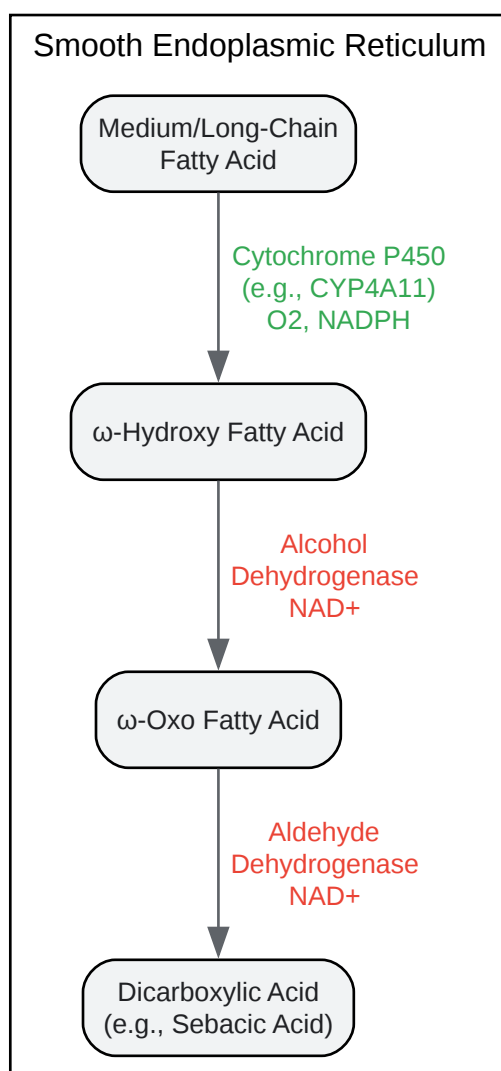 Smooth Endoplasmic Reticulum
Medium/Long-Chain
Fatty Acid
Cytochrome P450
(e.g., CYP4A11)
O2, NADPH
ω-Hydroxy Fatty Acid
Alcohol
Dehydrogenase
NAD+
ω-Oxo Fatty Acid
Aldehyde
Dehydrogenase
NAD+
Dicarboxylic Acid
(e.g., Sebacic Acid)